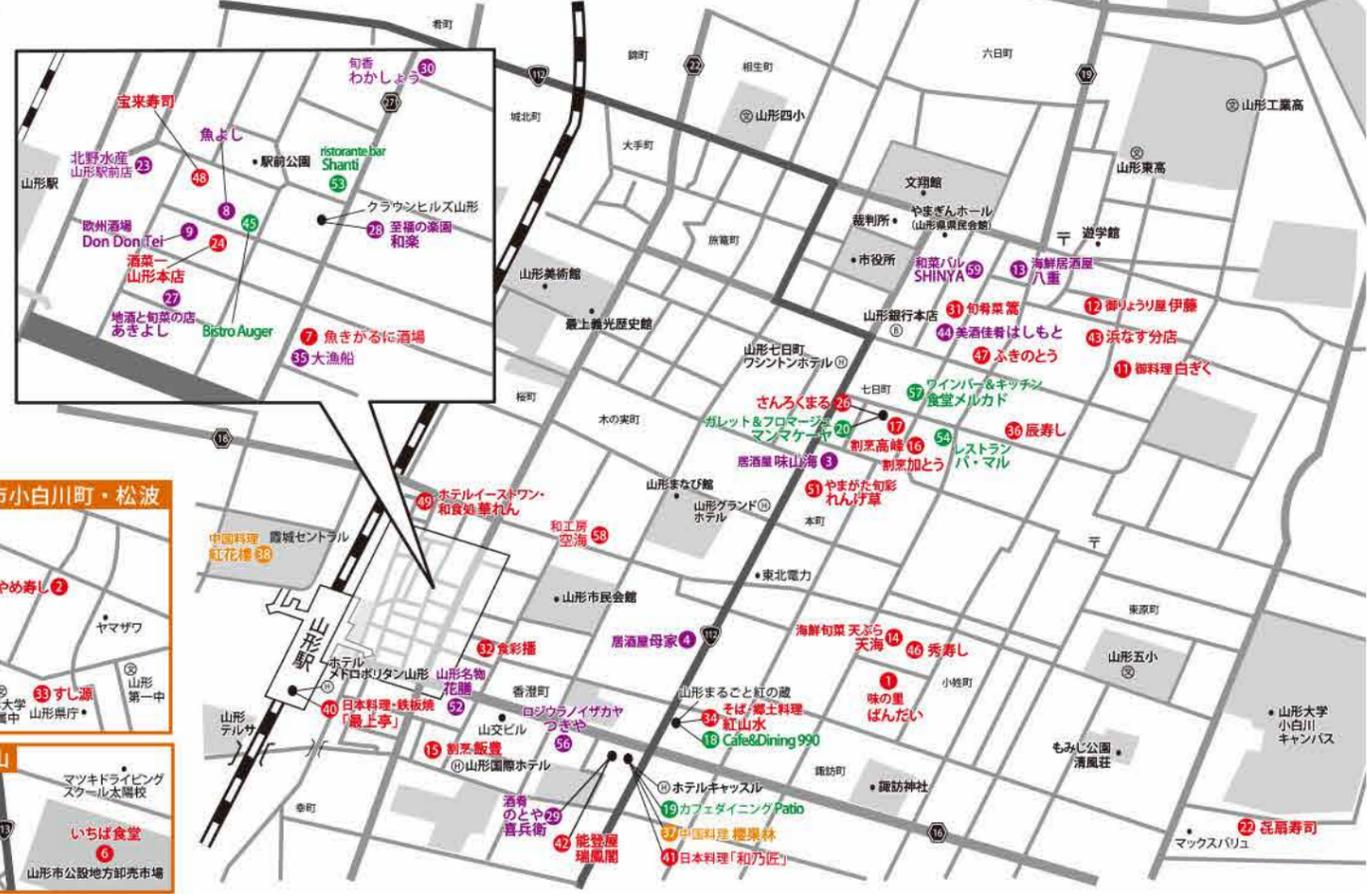 肴町
錦町
相生町
六日町
112
22
19
山形四小
山形工業高
城北町
大手町
山形東高
旬香
わかしょう 30
27
宝来寿司
48
魚よし
8
駅前公園
ristorante bar
Shanti
53
北野水産
山形駅前店 23
山形駅
クラウンヒルズ山形
28 至福の楽園
和楽
欧州酒場
Don Don Tei 9
45
24
酒菜一
山形本店
27
地酒と旬菜の店
あきよし
Bistro Auger
7 魚きがるに酒場
35 大漁船
文翔館
裁判所
やまぎんホール
(山形県県民会館)
〒
遊学館
旅篭町
市役所
和菜バル
SHINYA 59
13 海鮮居酒屋
八重
山形美術館
最上義光歴史館
31 旬肴菜 篙
12 御りょうり屋 伊藤
山形銀行本店
B
44 美酒佳肴 はしもと
43 浜なす分店
47 ふきのとう
11 御料理 白ぎく
山形七日町
ワシントンホテル H
七日町
57 ワインバー&キッチン
食堂メルカド
桜町
木の実町
さんろくまる 26
ガレット&フロマージュ
マンマケーヤ 20
17
割烹高峰 16
割烹加とう
54
レストラン
パ・マル
36 辰寿し
居酒屋 味山海 3
18
山形まなび館
山形グランド H
ホテル
51 やまがた旬彩
れんげ草
本町
〒
49 ホテルイーストワン・
和食処 華れん
中国料理
紅花樓 38
霞城セントラル
和工房
空海 58
東北電力
山形市民会館
東原町
山形駅
32 食彩播
居酒屋母家 4
112
海鮮旬菜 天ぷら
天海 14
46 秀寿し
山形五小
1
味の里
ばんだい
小姓町
ホテル
メトロポリタン山形
H
山形名物
花膳
52
香澄町
山形まるごと紅の蔵
34 そば・郷土料理
紅山水
18 Cafe&Dining 990
40 日本料理・鉄板焼
「最上亭」
山形
テルサ
山交ビル
ロジウラノイザカヤ
つきや
56
15 割烹飯豊
H 山形国際ホテル
山形大学
小白川
キャンパス
もみじ公園
清風荘
諏訪町
諏訪神社
H ホテルキャッスル
19 カフェダイニング Patio
37 中国料理 櫻果林
41 日本料理「和乃匠」
幸町
酒肴
のとや 29
喜兵衛
42 能登屋
瑞鳳閣
16
マックスバリュ
22 㐂扇寿司
市小白川町・松波
やめ寿し 2
ヤマザワ
33 すし源
山形県庁
山形
第一中
大学
属中
山
マツキドライビング
スクール太陽校
13
いちば食堂
6
山形市公設地方卸売市場